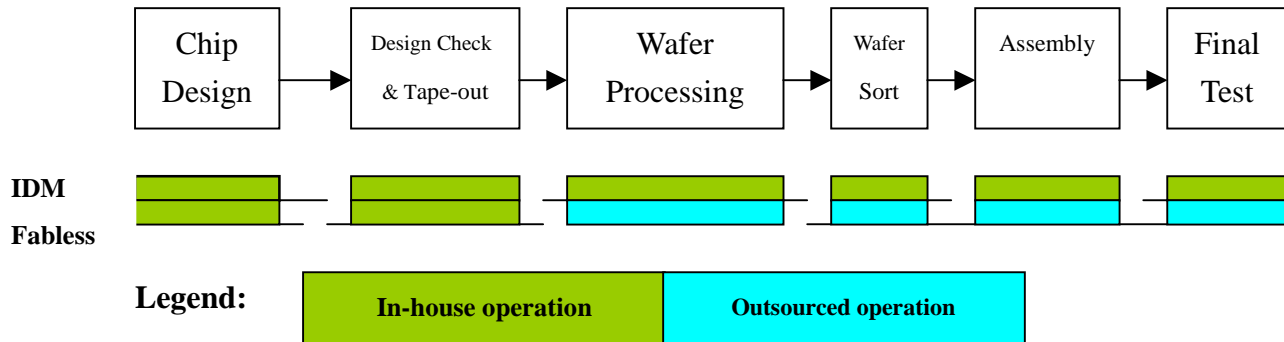 Chip
Design
Design Check
& Tape-out
Wafer
Processing
Wafer
Sort
Assembly
Final
Test
IDM
Fabless
Legend:
In-house operation
Outsourced operation